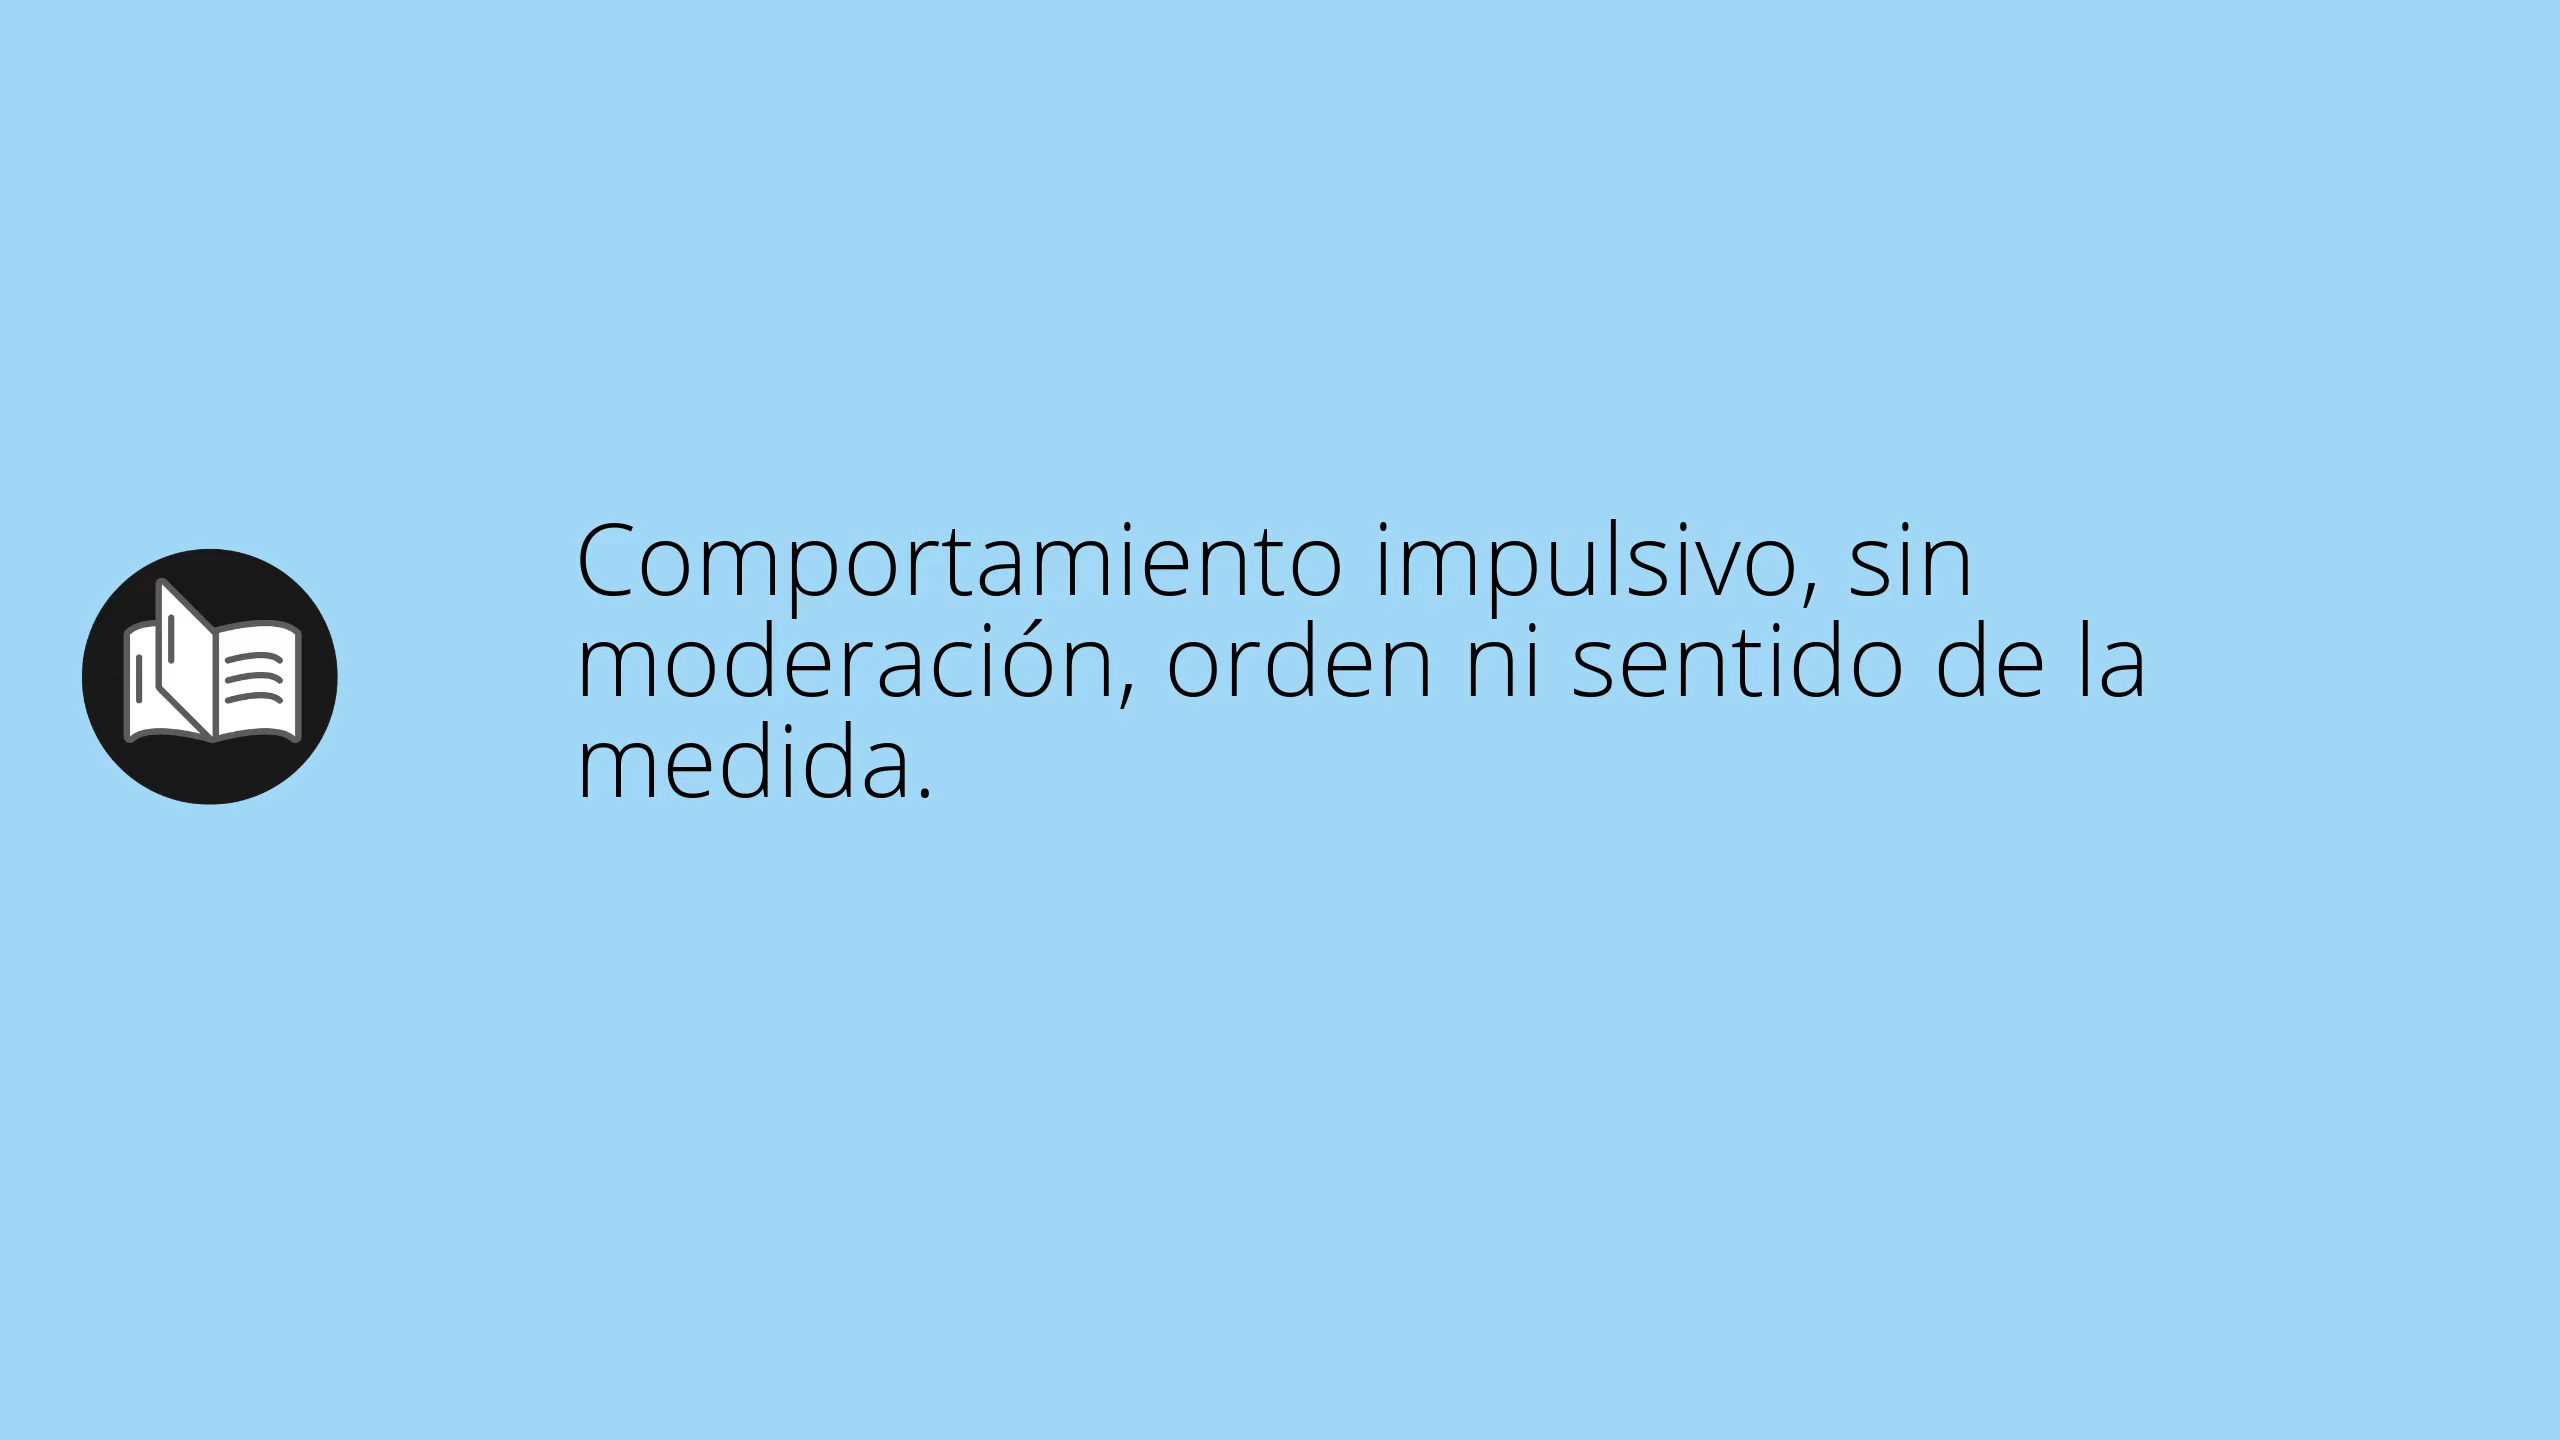 Comportamiento impulsivo, sin
moderación, orden ni sentido de la
medida.